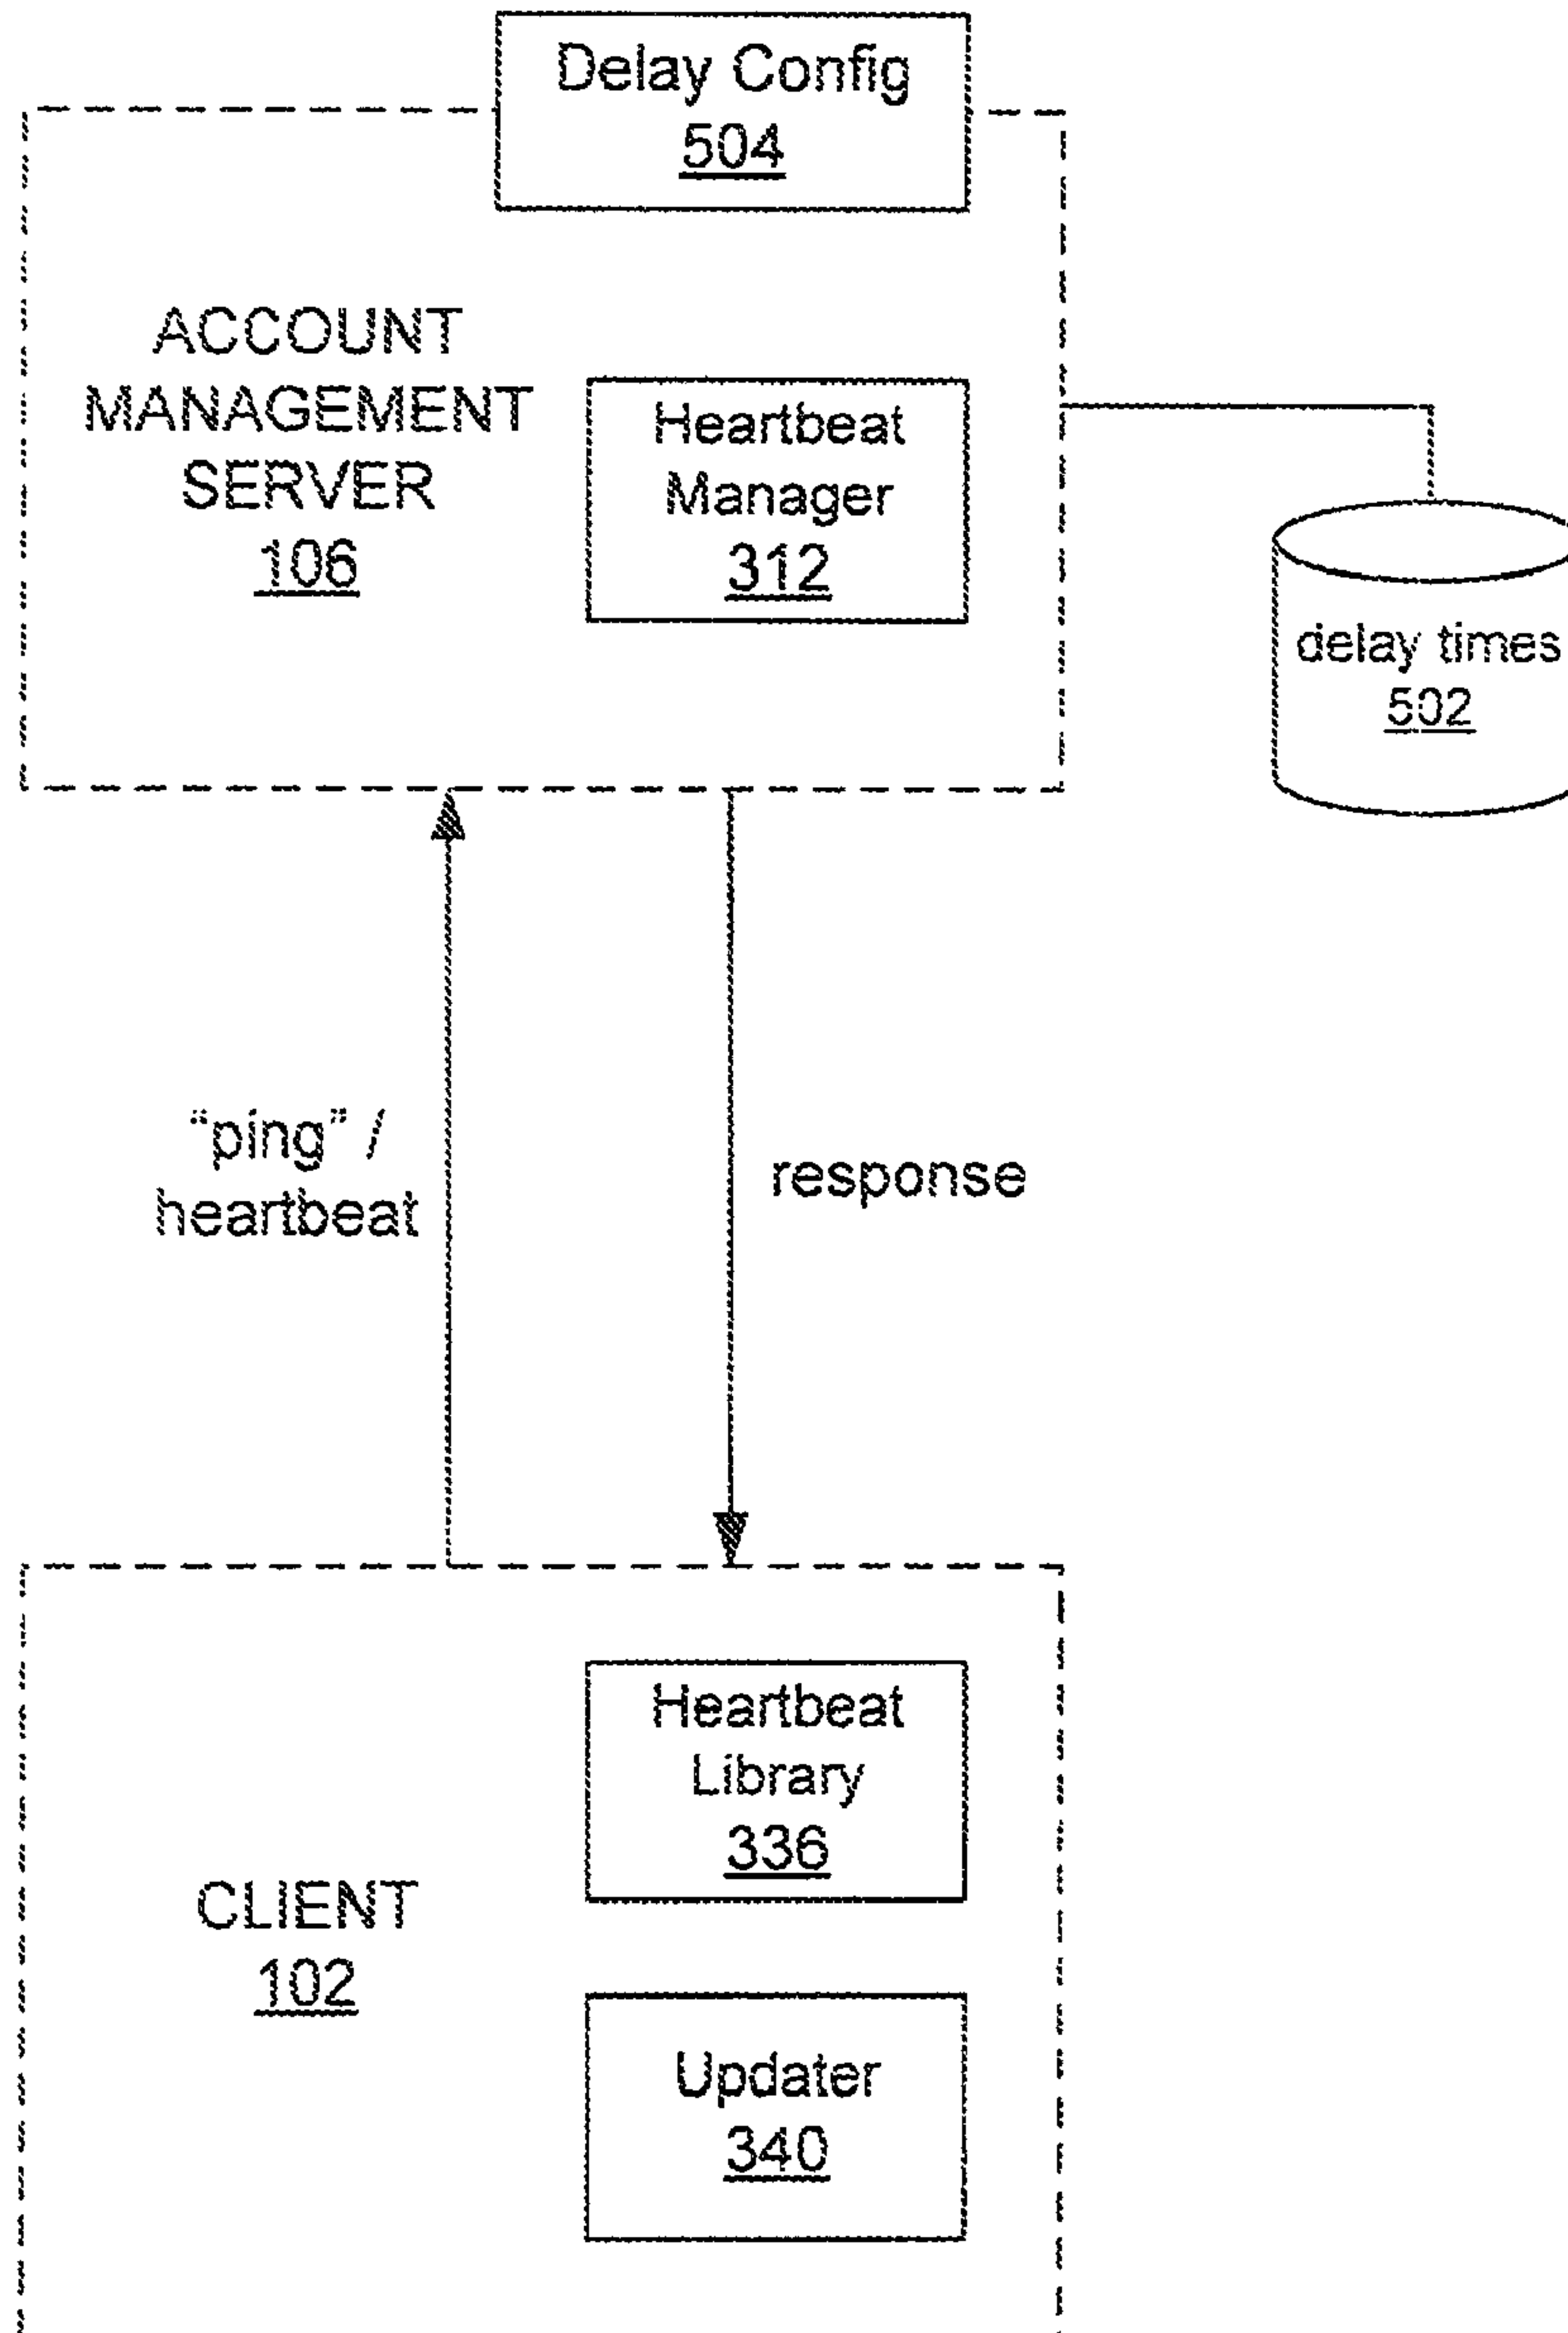 Delay Config
504
ACCOUNT
MANAGEMENT
SERVER
106
Heartbeat
Manager
312
delay times
502
“ping” /
heartbeat
response
Heartbeat
Library
336
CLIENT
102
Updater
340